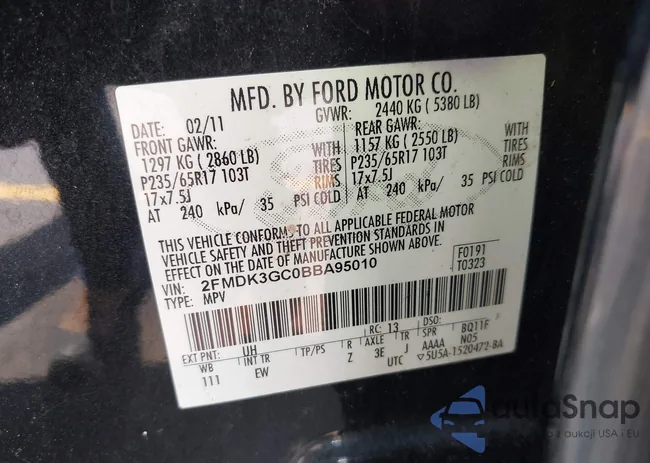 MFD. BY FORD MOTOR CO.
DATE: 02/11 GVWR: 2440 KG ( 5380 LB)
FRONT GAWR: REAR GAWR:
1297 KG ( 2860 LB) WITH 1157 KG ( 2550 LB) WITH
P235/65R17 103T TIRES P235/65R17 103T TIRES
17x7.5J RIMS 17x7.5J RIMS
AT 240 kPa/ 35 PSI COLD AT 240 kPa/ 35 PSI COLD
THIS VEHICLE CONFORMS TO ALL APPLICABLE FEDERAL MOTOR
VEHICLE SAFETY AND THEFT PREVENTION STANDARDS IN
EFFECT ON THE DATE OF MANUFACTURE SHOWN ABOVE.
VIN: 2FMDK3GC0BBA95010 F0191
TYPE: MPV T0323
EXT PNT: UH RC: 13 DSO: BQ11F
WB INT TR TP/PS R AXLE TR SPR N05
111 EW Z 3E J AAAA
UTC ▽5U5A-1520472-BA
autaSnap
z aukcji USA i EU